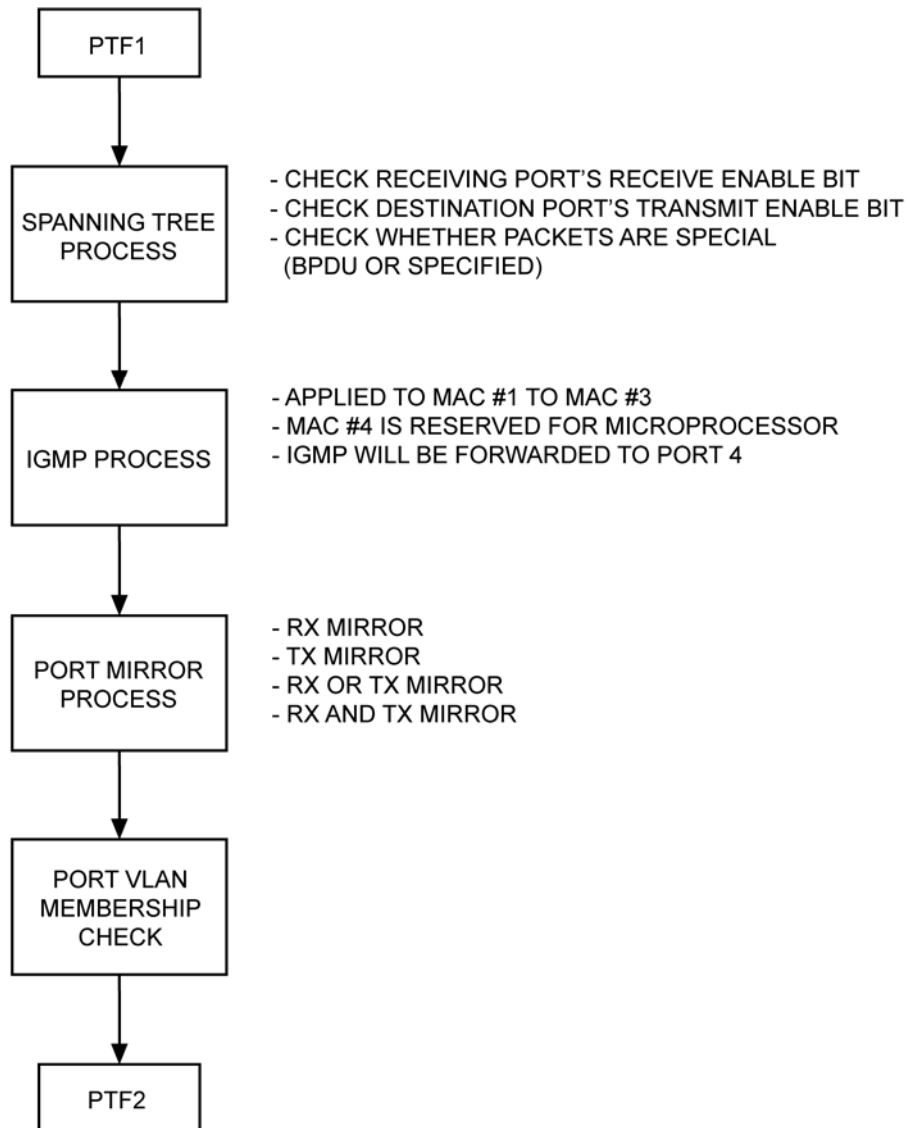 PTF1
SPANNING TREE
PROCESS
- CHECK RECEIVING PORT'S RECEIVE ENABLE BIT
- CHECK DESTINATION PORT'S TRANSMIT ENABLE BIT
- CHECK WHETHER PACKETS ARE SPECIAL
(BPDU OR SPECIFIED)
IGMP PROCESS
- APPLIED TO MAC #1 TO MAC #3
- MAC #4 IS RESERVED FOR MICROPROCESSOR
- IGMP WILL BE FORWARDED TO PORT 4
PORT MIRROR
PROCESS
- RX MIRROR
- TX MIRROR
- RX OR TX MIRROR
- RX AND TX MIRROR
PORT VLAN
MEMBERSHIP
CHECK
PTF2